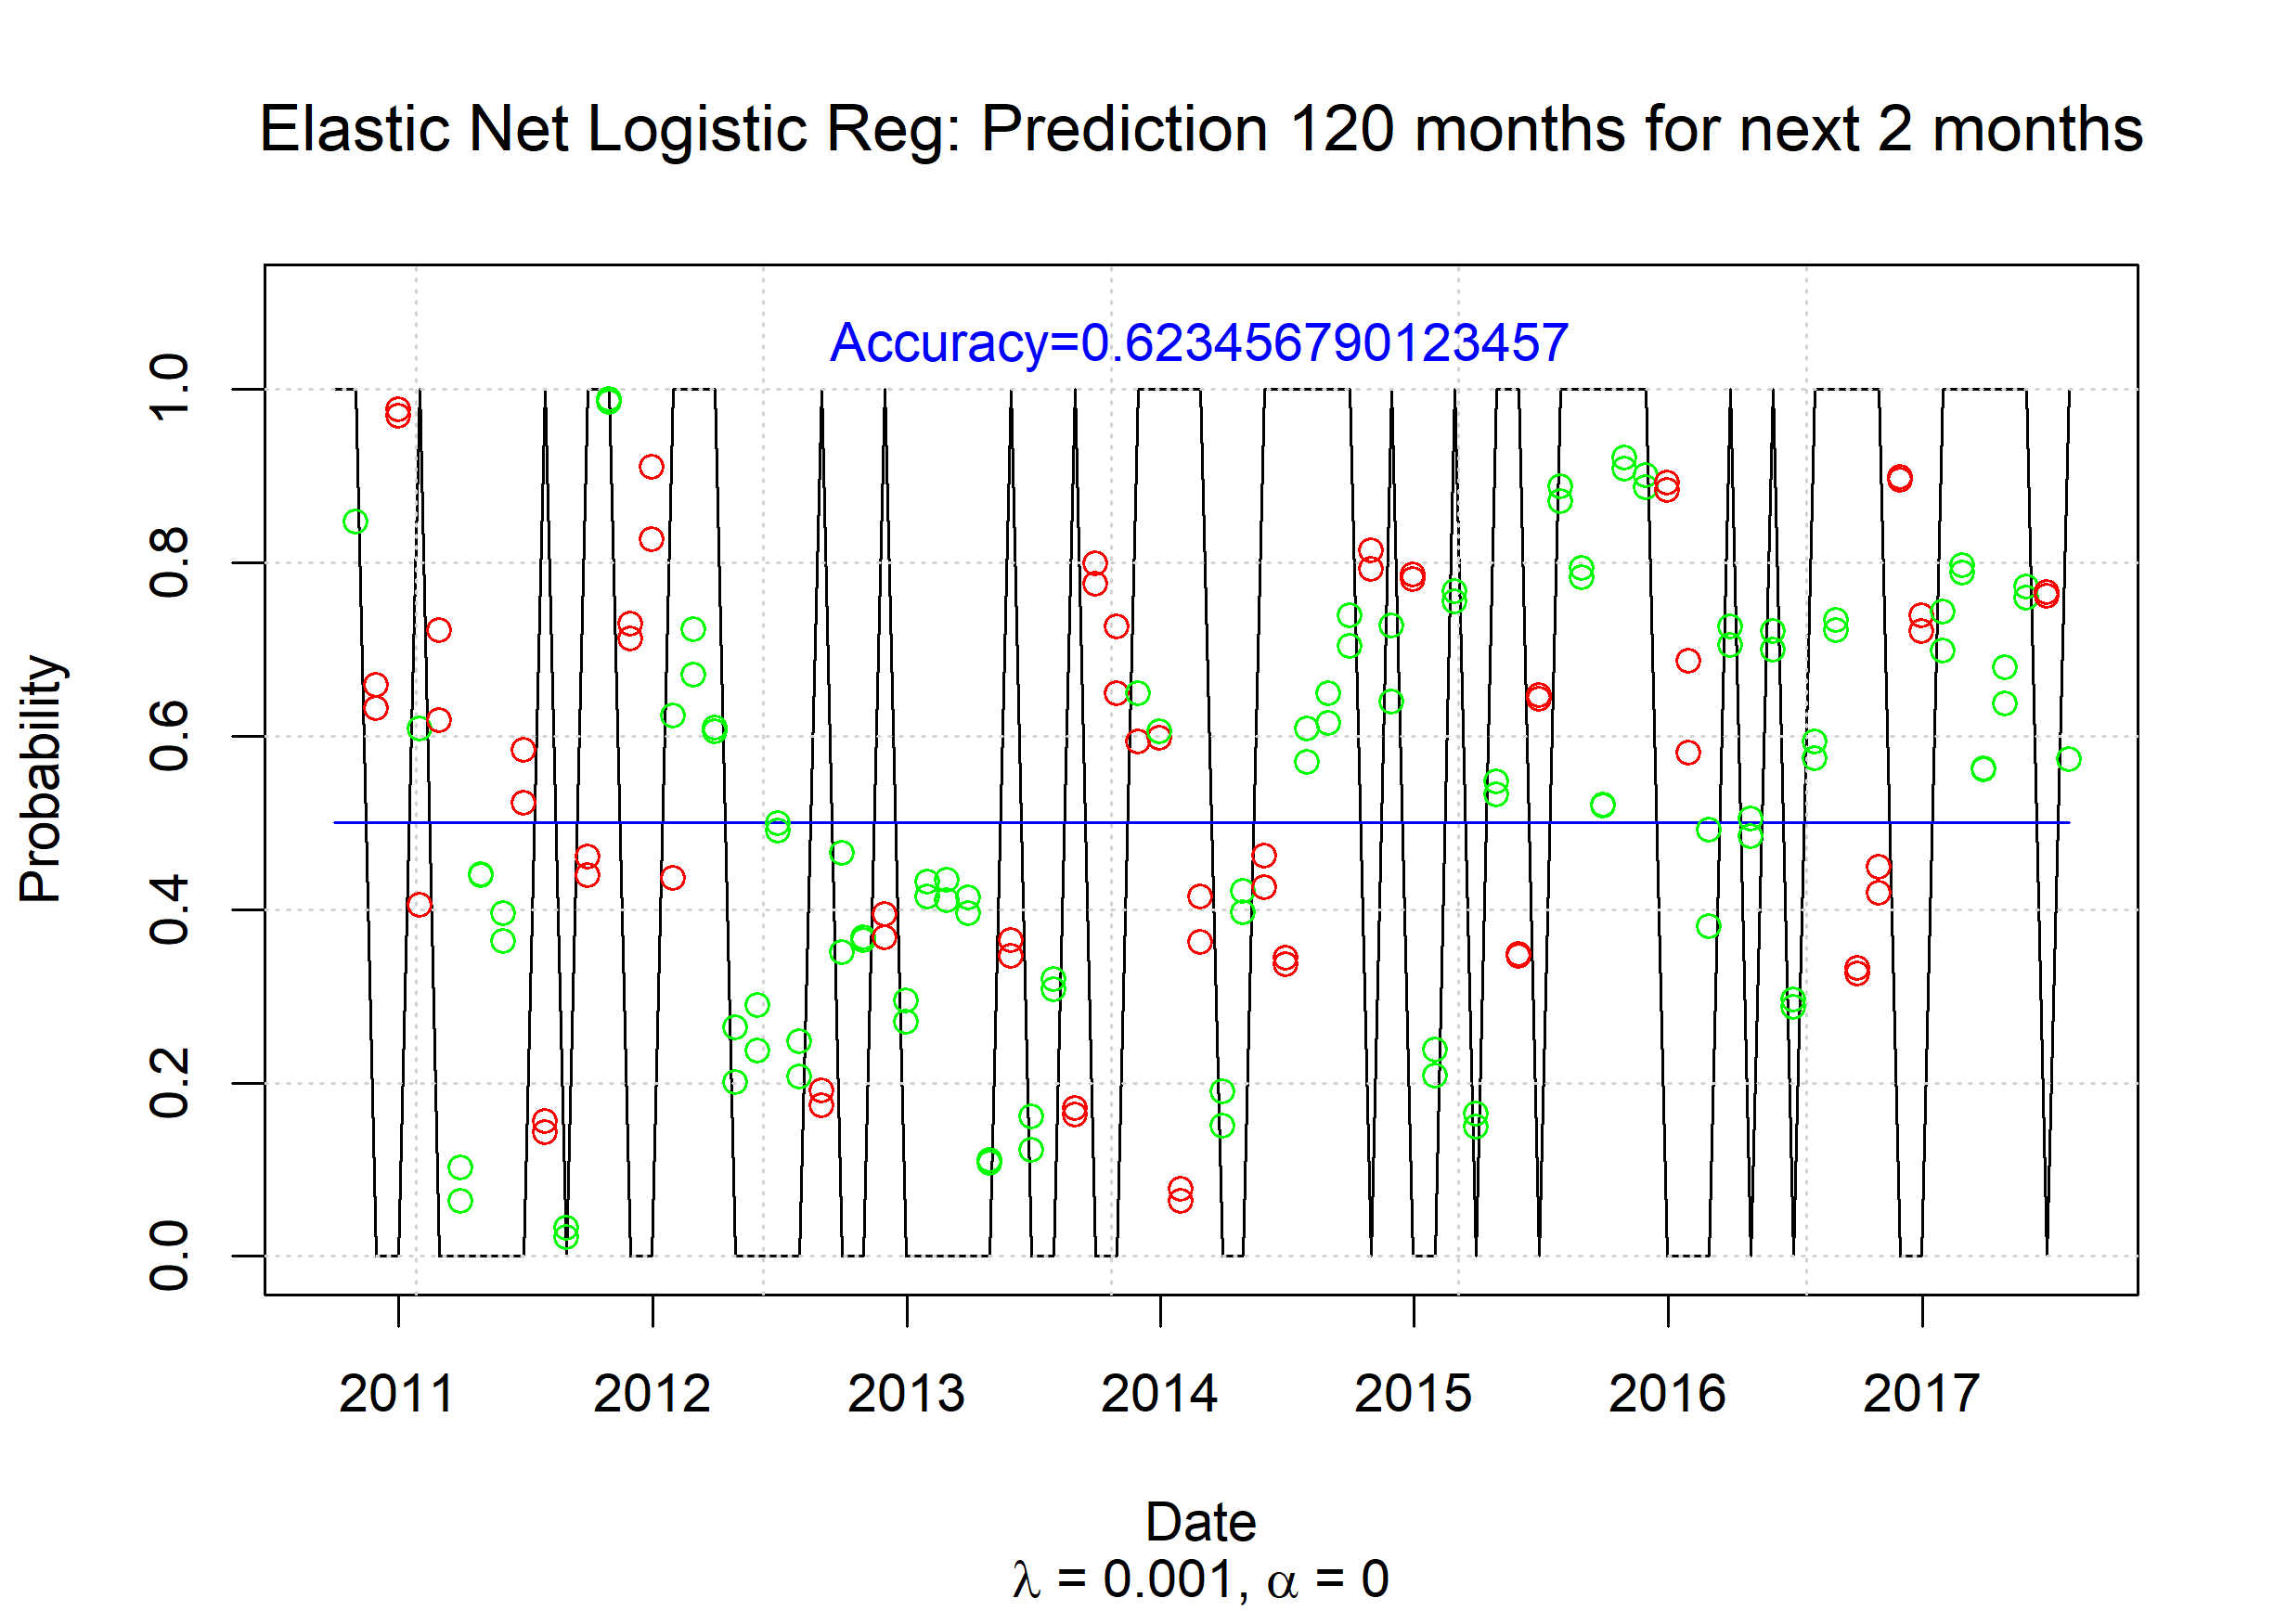 Elastic Net Logistic Reg: Prediction 120 months for next 2 months
Accuracy=0.623456790123457
Probability
1.0
0.8
0.6
0.4
0.2
0.0
2011 2012 2013 2014 2015 2016 2017
Date
λ = 0.001, α = 0